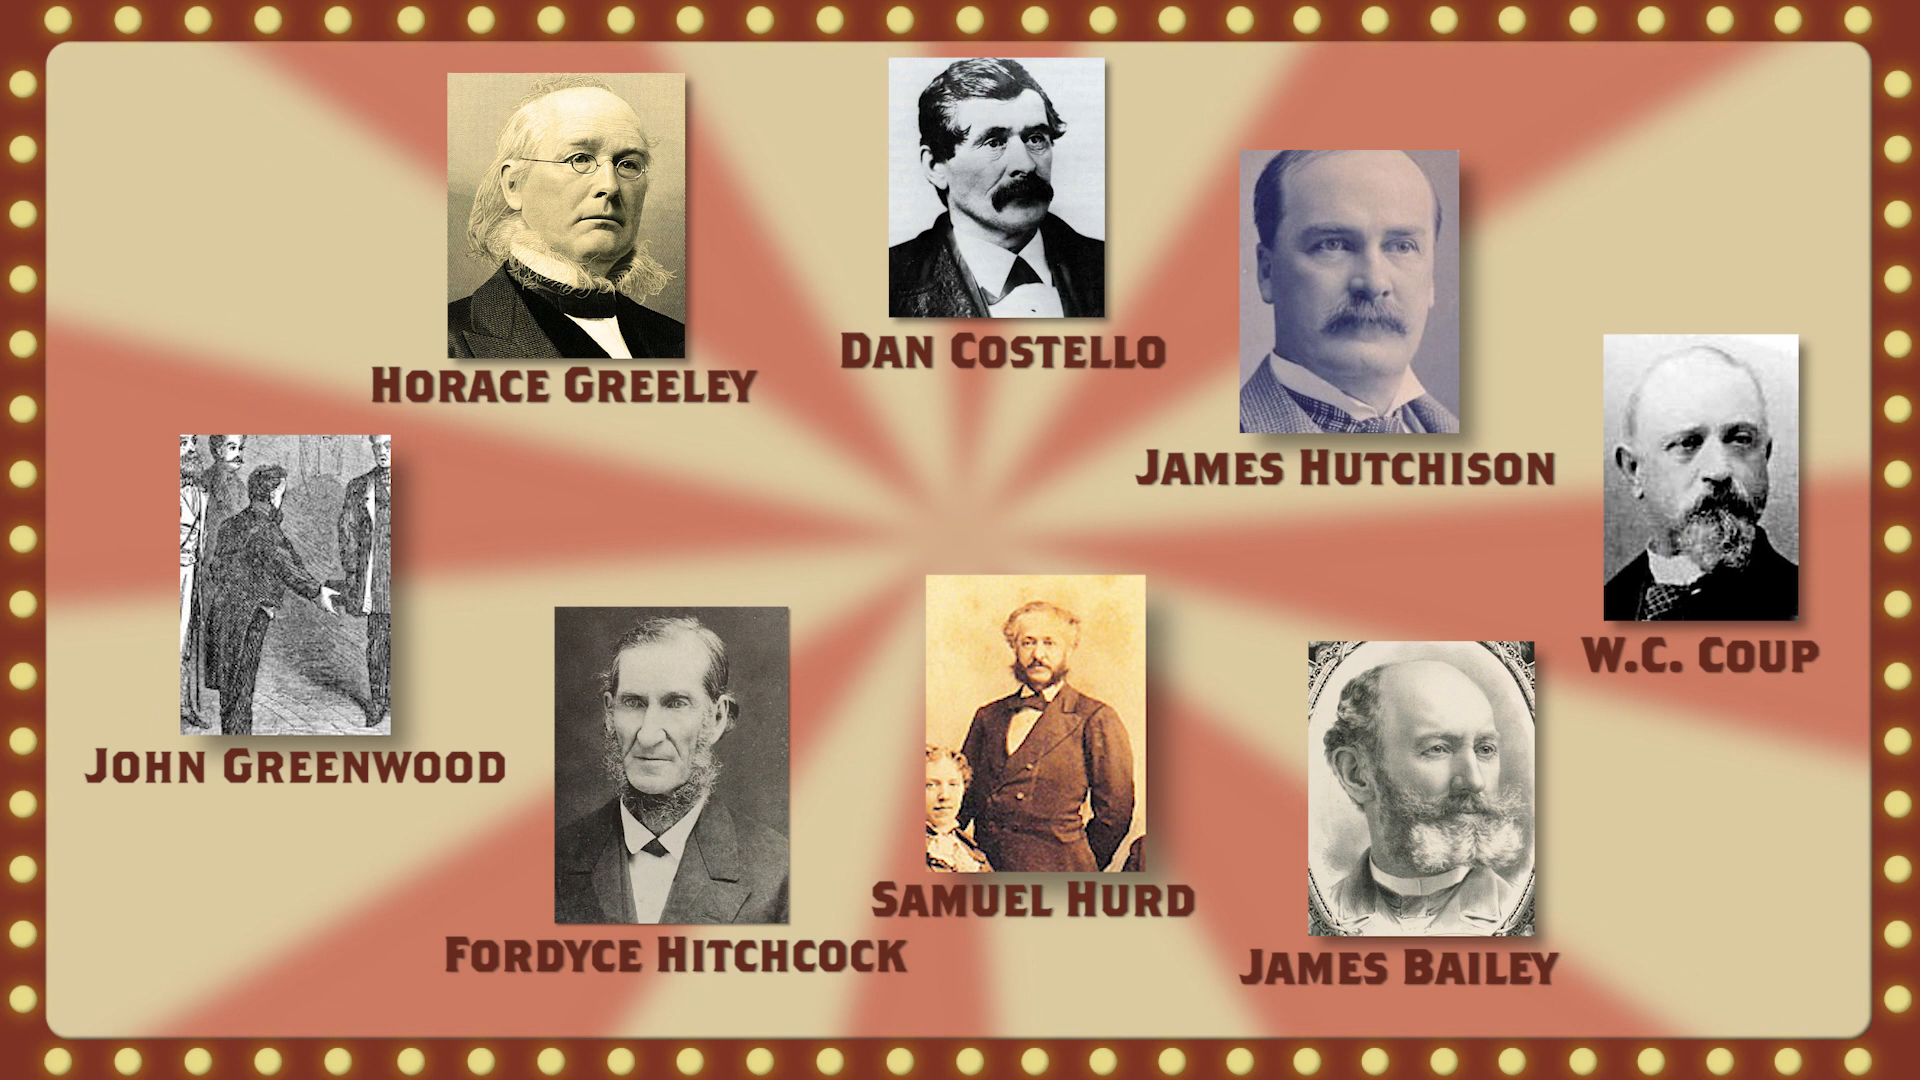 Horace Greeley
Dan Costello
James Hutchison
W.C. Coup
John Greenwood
Fordyce Hitchcock
Samuel Hurd
James Bailey